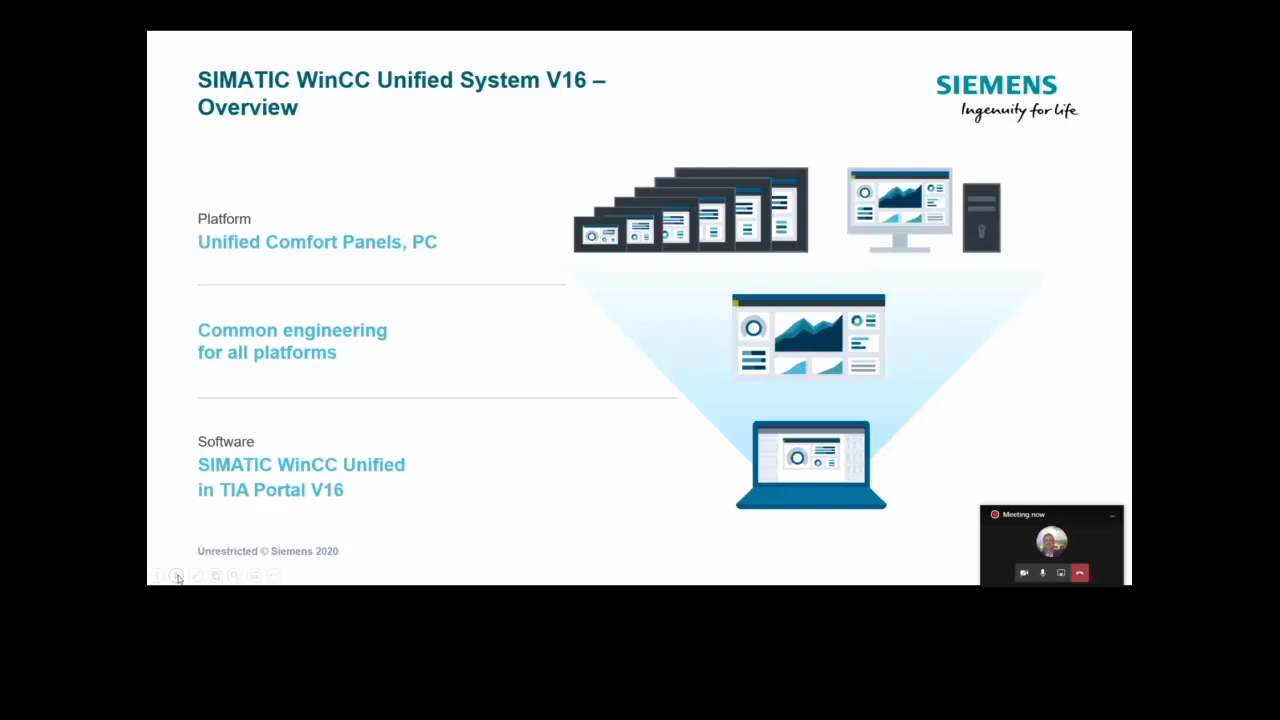 SIMATIC WinCC Unified System V16 –
Overview
SIEMENS
Ingenuity for life
Platform
Unified Comfort Panels, PC
Common engineering
for all platforms
Software
SIMATIC WinCC Unified
in TIA Portal V16
Unrestricted © Siemens 2020
Meeting now